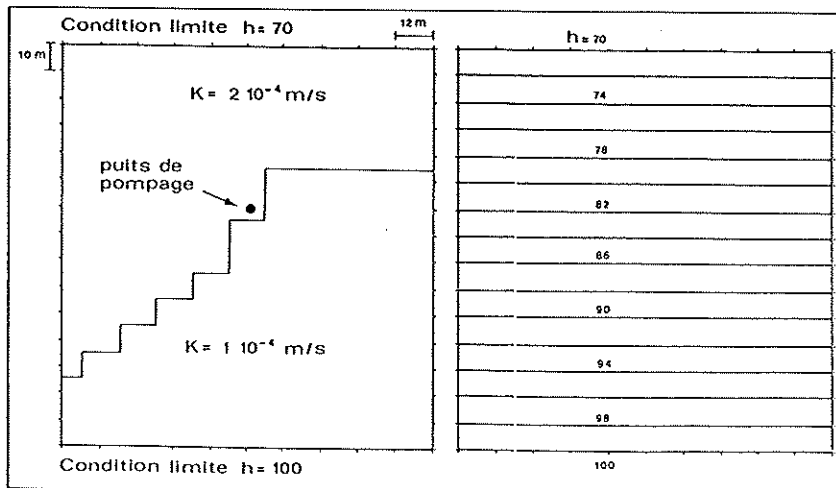 Condition limite h= 70
12 m
10 m
K= 2 10⁻⁴ m/s
puits de
pompage
K= 1 10⁻⁴ m/s
Condition limite h= 100
h= 70
74
78
82
86
90
94
98
100